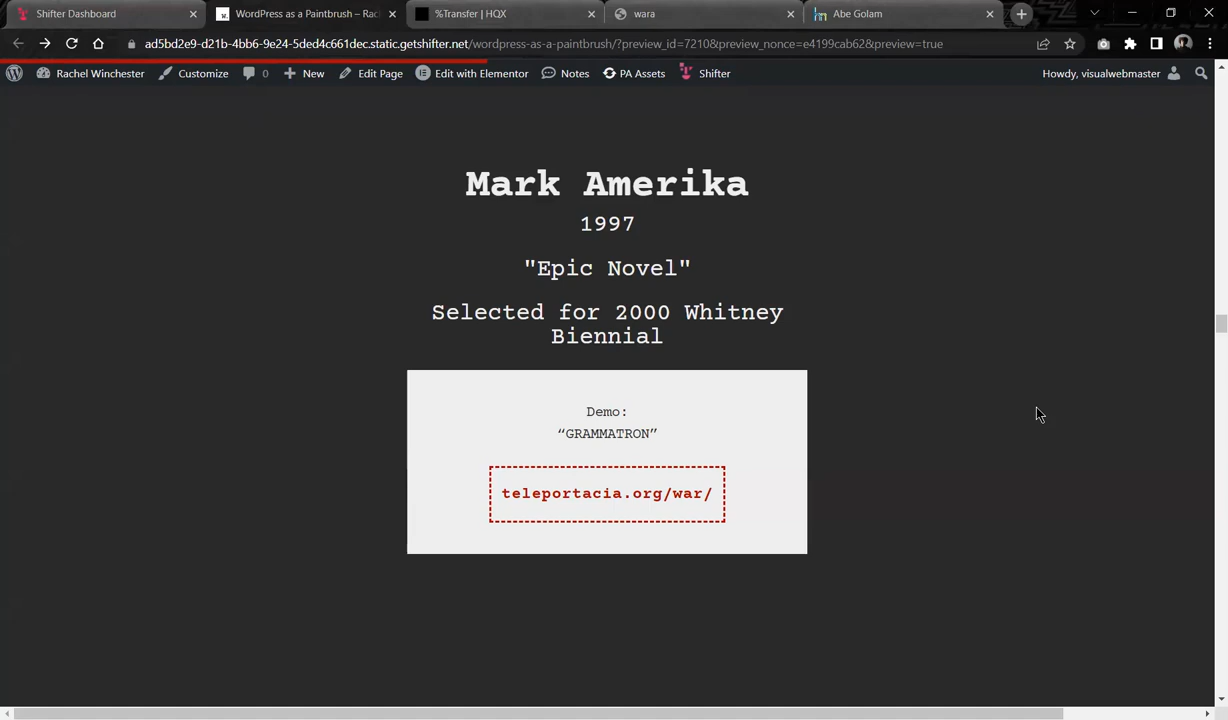 Shifter Dashboard
WordPress as a Paintbrush – Rac
%Transfer | HQX
wara
Abe Golam
ad5bd2e9-d21b-4bb6-9e24-5ded4c661dec.static.getshifter.net/wordpress-as-a-paintbrush/?preview_id=7210&preview_nonce=e4199cab62&preview=true
Rachel Winchester
Customize
0
New
Edit Page
Edit with Elementor
Notes
PA Assets
Shifter
Howdy, visualwebmaster
Mark Amerika
1997
"Epic Novel"
Selected for 2000 Whitney
Biennial
Demo:
“GRAMMATRON”
teleportacia.org/war/